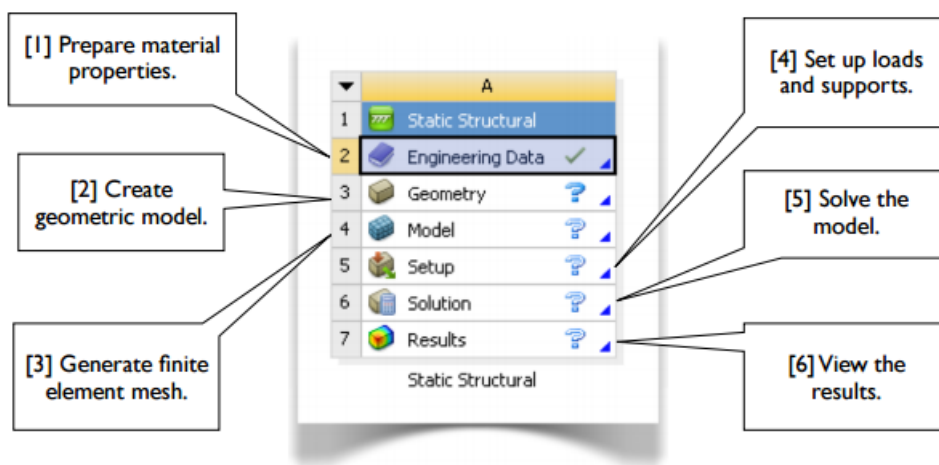 [1] Prepare material
properties.
[2] Create
geometric model.
[3] Generate finite
element mesh.
A
1 Static Structural
2 Engineering Data
3 Geometry
4 Model
5 Setup
6 Solution
7 Results
Static Structural
[4] Set up loads
and supports.
[5] Solve the
model.
[6] View the
results.